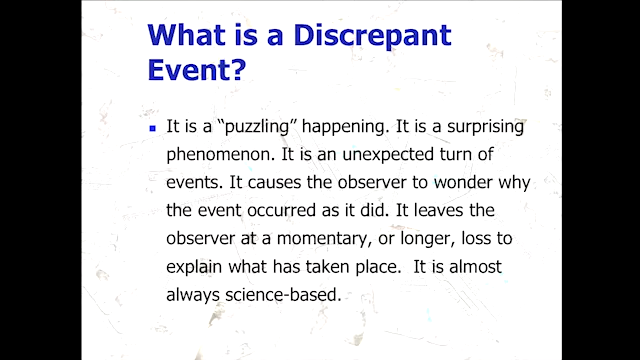 What is a Discrepant
Event?
It is a “puzzling” happening. It is a surprising
phenomenon. It is an unexpected turn of
events. It causes the observer to wonder why
the event occurred as it did. It leaves the
observer at a momentary, or longer, loss to
explain what has taken place.  It is almost
always science-based.